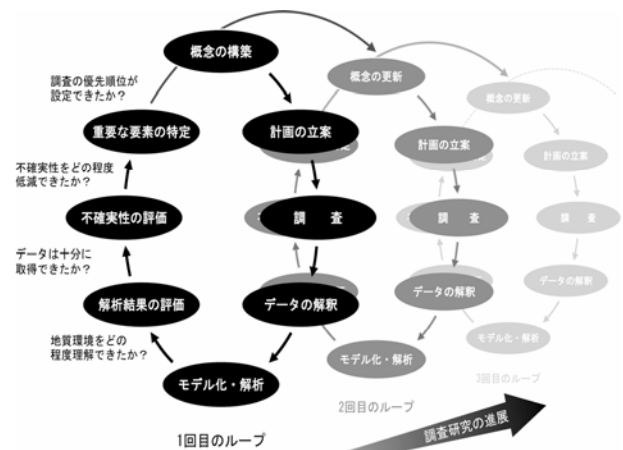 概念の構築
調査の優先順位が
設定できたか？
重要な要素の特定
計画の立案
不確実性をどの程度
低減できたか？
不確実性の評価
調　査
データは十分に
取得できたか？
解析結果の評価
データの解釈
地質環境をどの
程度理解できたか？
モデル化・解析
1回目のループ
概念の更新
計画の立案
調　査
データの解釈
モデル化・解析
2回目のループ
概念の更新
計画の立案
調　査
データの解釈
モデル化・解析
3回目のループ
調査研究の進展